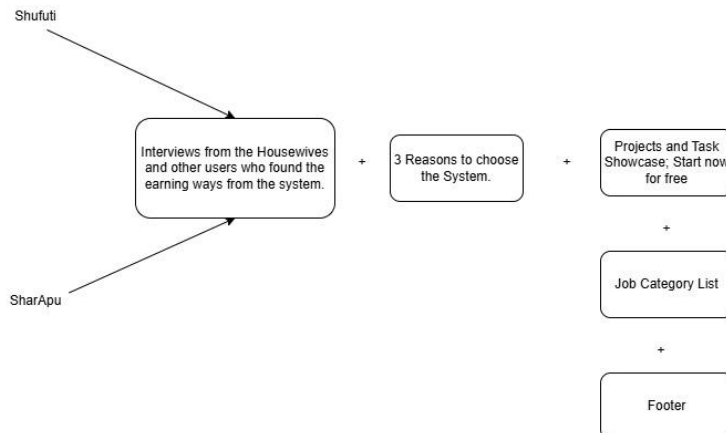 Shufuti
Interviews from the Housewives
and other users who found the
earning ways from the system.
+
3 Reasons to choose
the System.
+
Projects and Task
Showcase; Start now
for free
+
SharApu
Job Category List
+
Footer